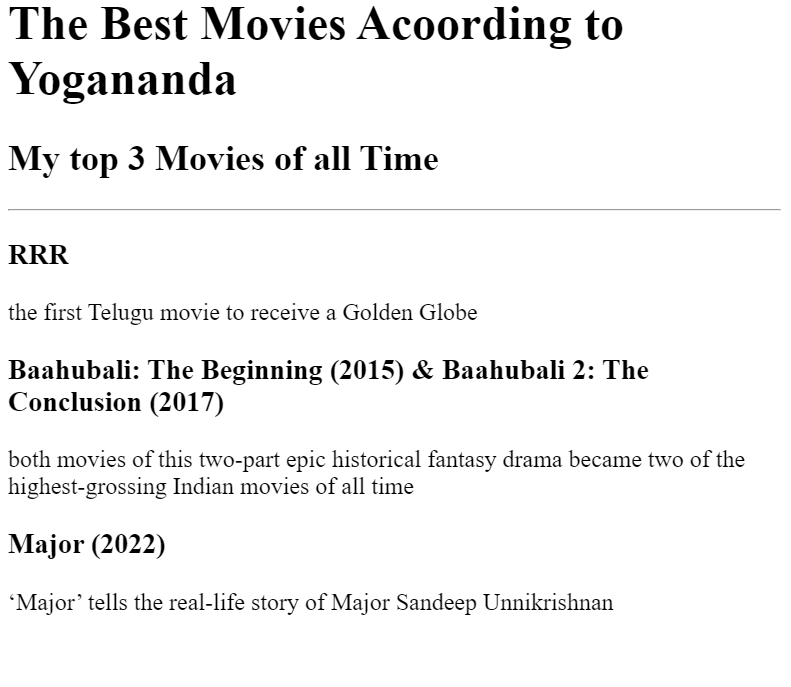 The Best Movies Acoording to
Yogananda
My top 3 Movies of all Time
RRR
the first Telugu movie to receive a Golden Globe
Baahubali: The Beginning (2015) & Baahubali 2: The
Conclusion (2017)
both movies of this two-part epic historical fantasy drama became two of the
highest-grossing Indian movies of all time
Major (2022)
‘Major’ tells the real-life story of Major Sandeep Unnikrishnan